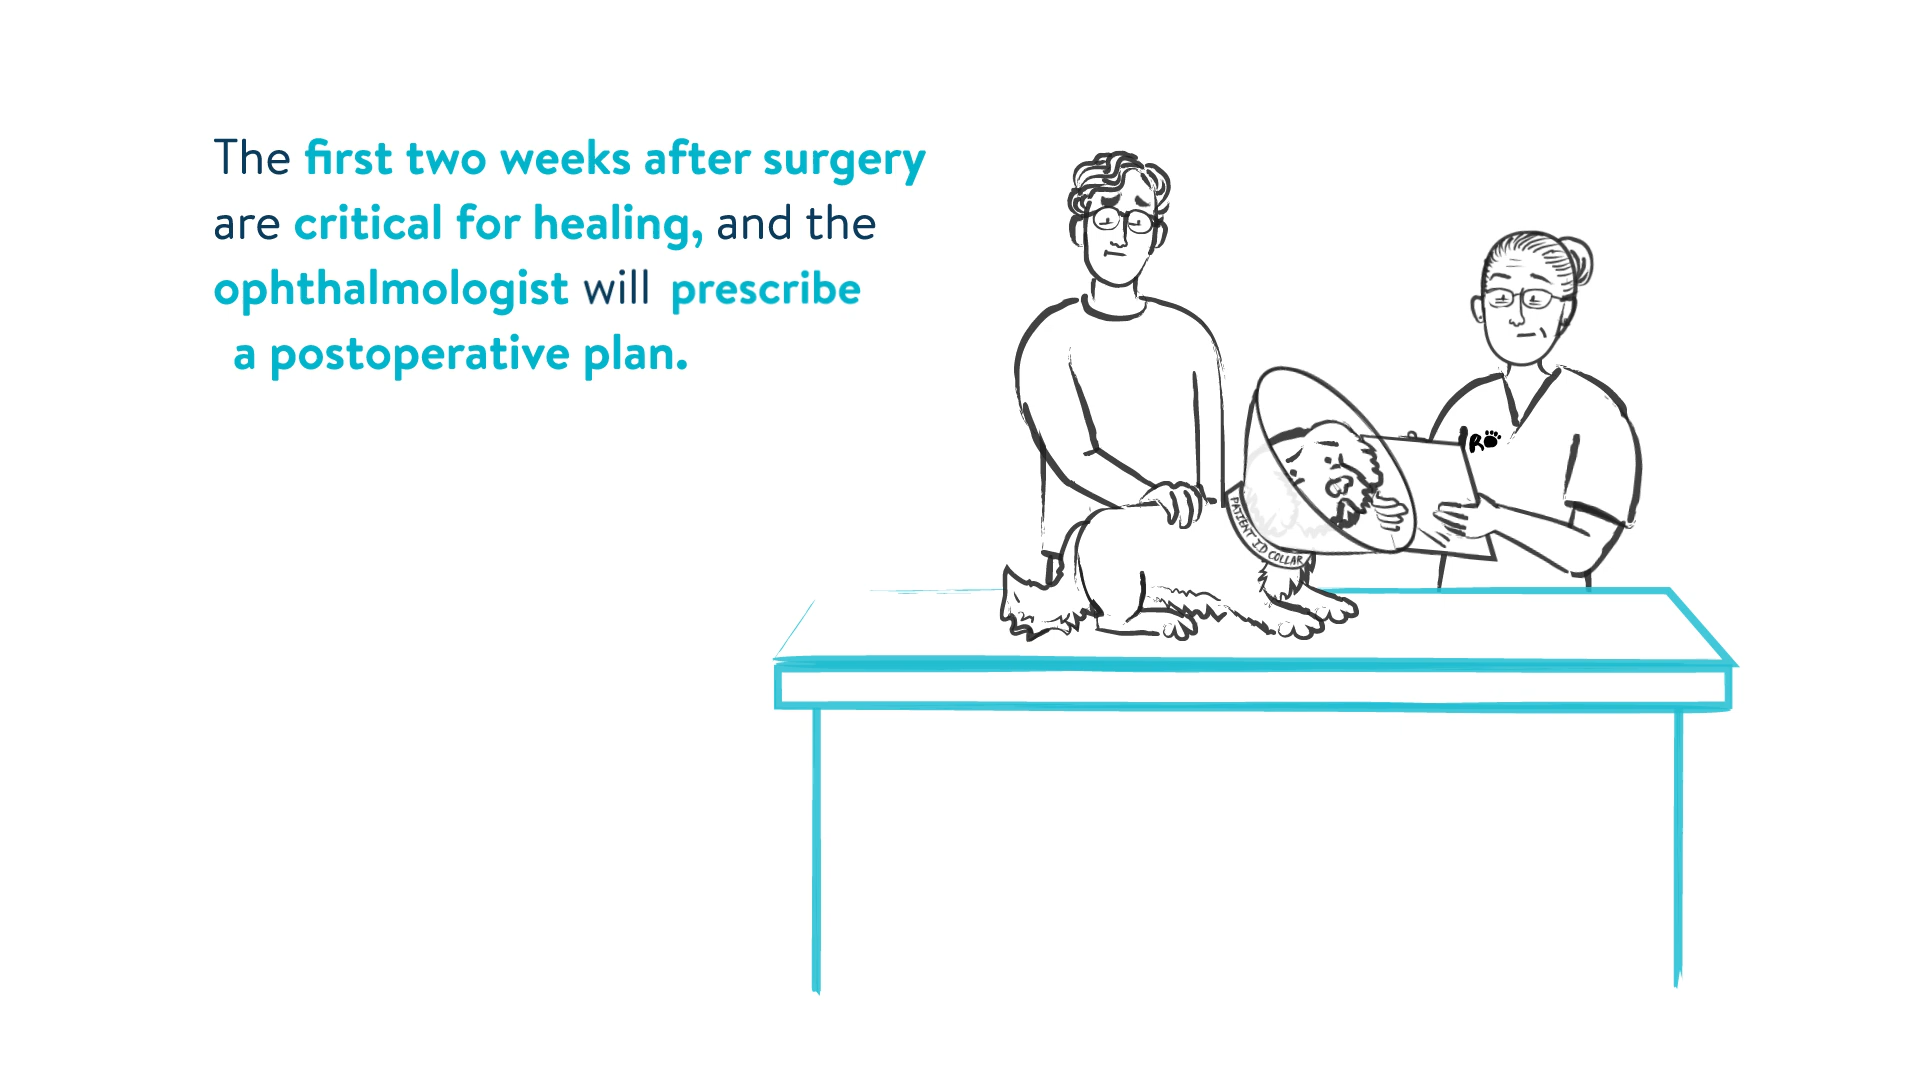 The first two weeks after surgery
are critical for healing, and the
ophthalmologist will prescribe
a postoperative plan.
R
PATIENT ID COLLAR